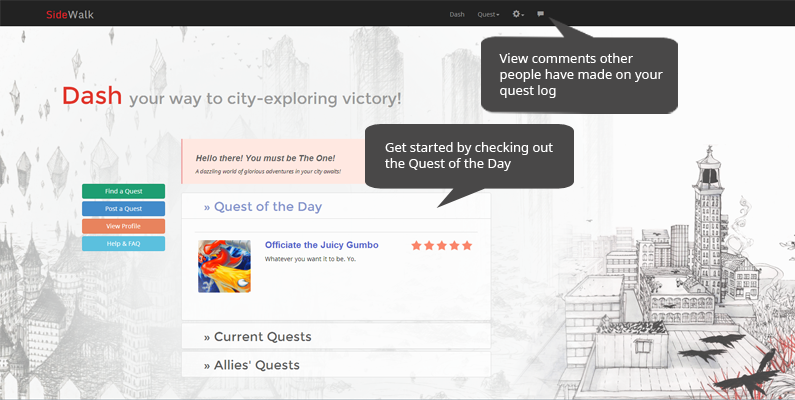 SideWalk
Dash Quest
View comments other
people have made on your
quest log
Dash your way to city-exploring victory!
Get started by checking out
the Quest of the Day
Hello there! You must be The One!
A dazzling world of glorious adventures in your city awaits!
Find a Quest
Post a Quest
View Profile
Help & FAQ
» Quest of the Day
Officiate the Juicy Gumbo
Whatever you want it to be. Yo.
» Current Quests
» Allies' Quests